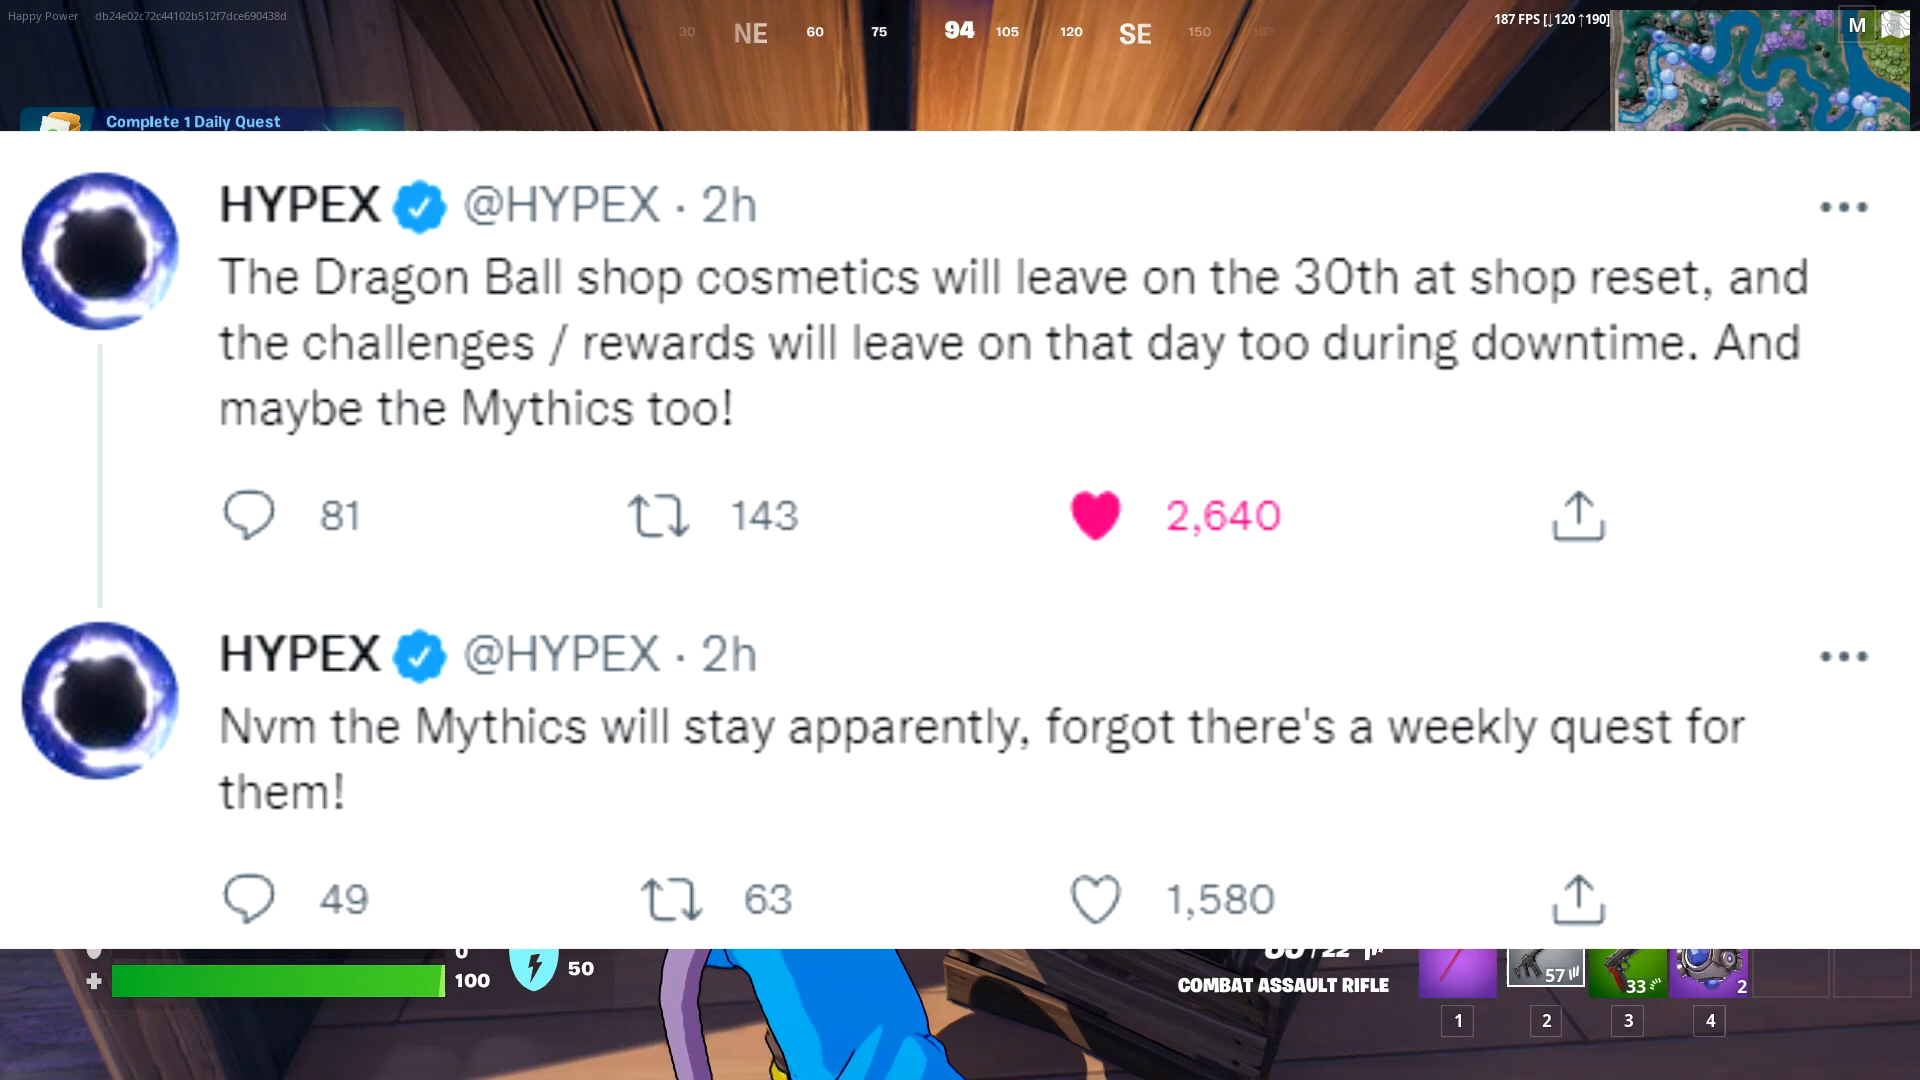 Happy Power db24e02c72c44102b512f7dce690438d
30 NE 60 75 94 105 120 SE 150
187 FPS [↓120 ↑190]
M
Complete 1 Daily Quest
HYPEX @HYPEX · 2h
The Dragon Ball shop cosmetics will leave on the 30th at shop reset, and
the challenges / rewards will leave on that day too during downtime. And
maybe the Mythics too!
81 143 2,640
HYPEX @HYPEX · 2h
Nvm the Mythics will stay apparently, forgot there's a weekly quest for
them!
49 63 1,580
100 50
COMBAT ASSAULT RIFLE
57 33 2
1 2 3 4